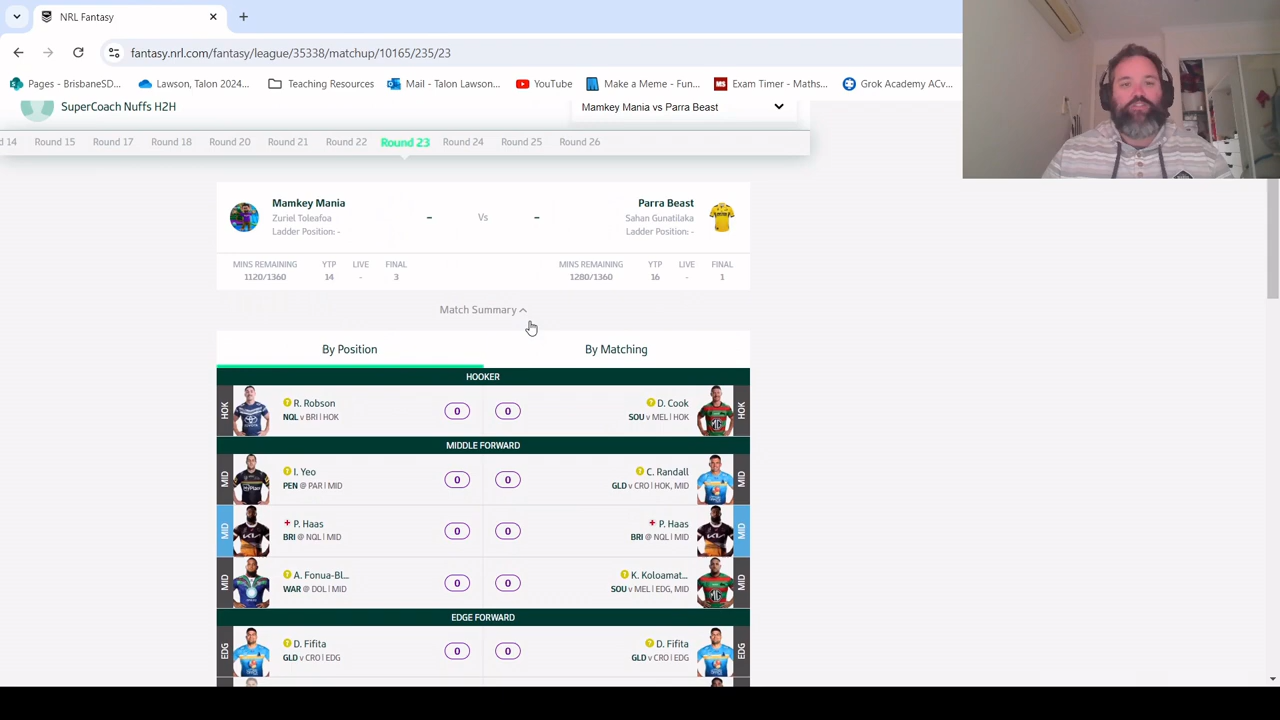 NRL Fantasy
fantasy.nrl.com/fantasy/league/35338/matchup/10165/235/23
Pages - BrisbaneSD...
Lawson, Talon 2024...
Teaching Resources
Mail - Talon Lawson...
YouTube
Make a Meme - Fun...
MS
Exam Timer - Maths...
Grok Academy ACv...
SuperCoach Nuffs H2H
Mamkey Mania vs Parra Beast
d 14 Round 15 Round 17 Round 18 Round 20 Round 21 Round 22 Round 23 Round 24 Round 25 Round 26
Mamkey Mania
Zuriel Toleafoa
Ladder Position: -
- Vs -
Parra Beast
Sahan Gunatilaka
Ladder Position: -
MINS REMAINING YTP LIVE FINAL
1120/1360 14 - 3
MINS REMAINING YTP LIVE FINAL
1280/1360 16 - 1
Match Summary
By Position By Matching
HOOKER
HOK
R. Robson
NQL v BRI | HOK
0 0
D. Cook
SOU v MEL | HOK
HOK
MIDDLE FORWARD
MID
I. Yeo
PEN @ PAR | MID
0 0
C. Randall
GLD v CRO | HOK, MID
MID
MID
P. Haas
BRI @ NQL | MID
0 0
P. Haas
BRI @ NQL | MID
MID
MID
A. Fonua-Bl...
WAR @ DOL | MID
0 0
K. Koloamat...
SOU v MEL | EDG, MID
MID
EDGE FORWARD
EDG
D. Fifita
GLD v CRO | EDG
0 0
D. Fifita
GLD v CRO | EDG
EDG